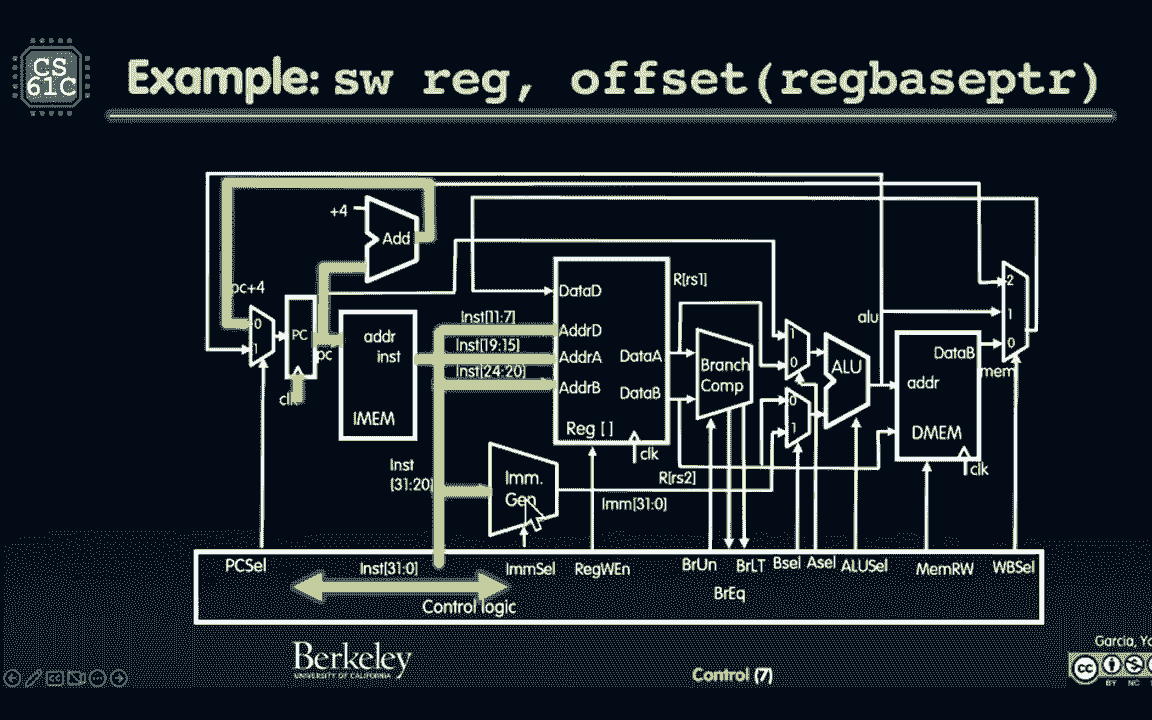 CS
61C
Example: sw reg, offset(regbaseptr)
+4
Add
pc+4
0
1
PC
pc
clk
addr
inst
IMEM
Inst[11:7]
Inst[19:15]
Inst[24:20]
Inst
[31:20]
DataD
AddrD
AddrA
AddrB
DataA
DataB
Reg [ ]
clk
Imm.
Gen
R[rs1]
R[rs2]
Imm[31:0]
Branch
Comp
1
0
0
1
ALU
alu
addr
DataB
DMEM
clk
mem
2
1
0
PCSel
Inst[31:0]
ImmSel
RegWEn
BrUn
BrEq
BrLT
Bsel
Asel
ALUSel
MemRW
WBSel
Control logic
Berkeley
UNIVERSITY OF CALIFORNIA
Control (7)
Garcia,
cc
BY NC